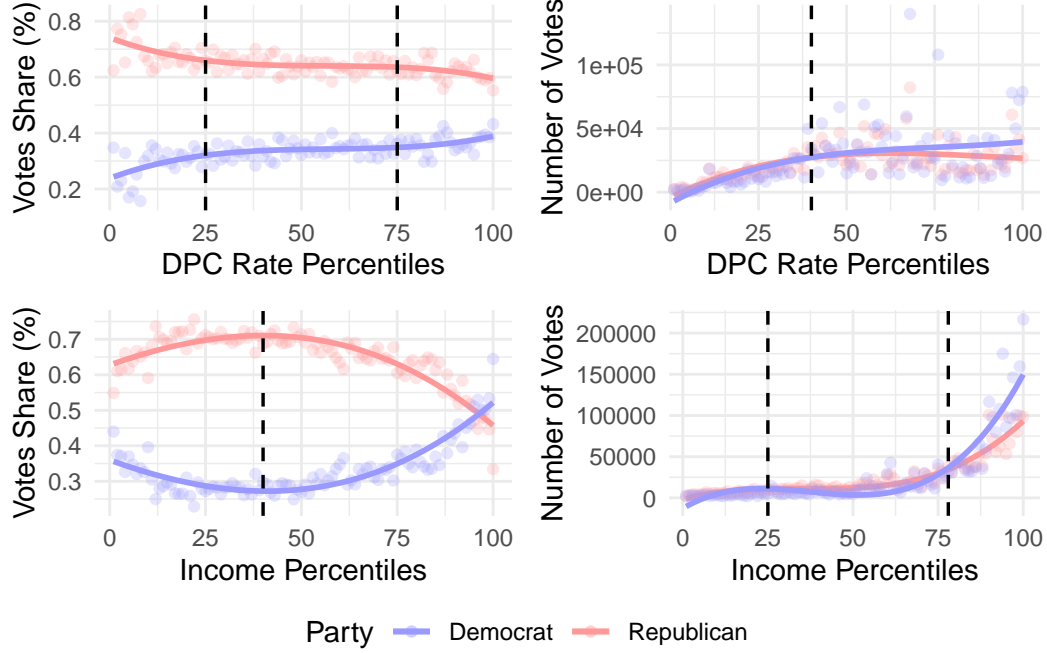 Votes Share (%)
0.8
0.6
0.4
0.2
0 25 50 75 100
DPC Rate Percentiles
Number of Votes
1e+05
5e+04
0e+00
0 25 50 75 100
DPC Rate Percentiles
Votes Share (%)
0.7
0.6
0.5
0.4
0.3
0 25 50 75 100
Income Percentiles
Number of Votes
200000
150000
100000
50000
0
0 25 50 75 100
Income Percentiles
Party Democrat Republican